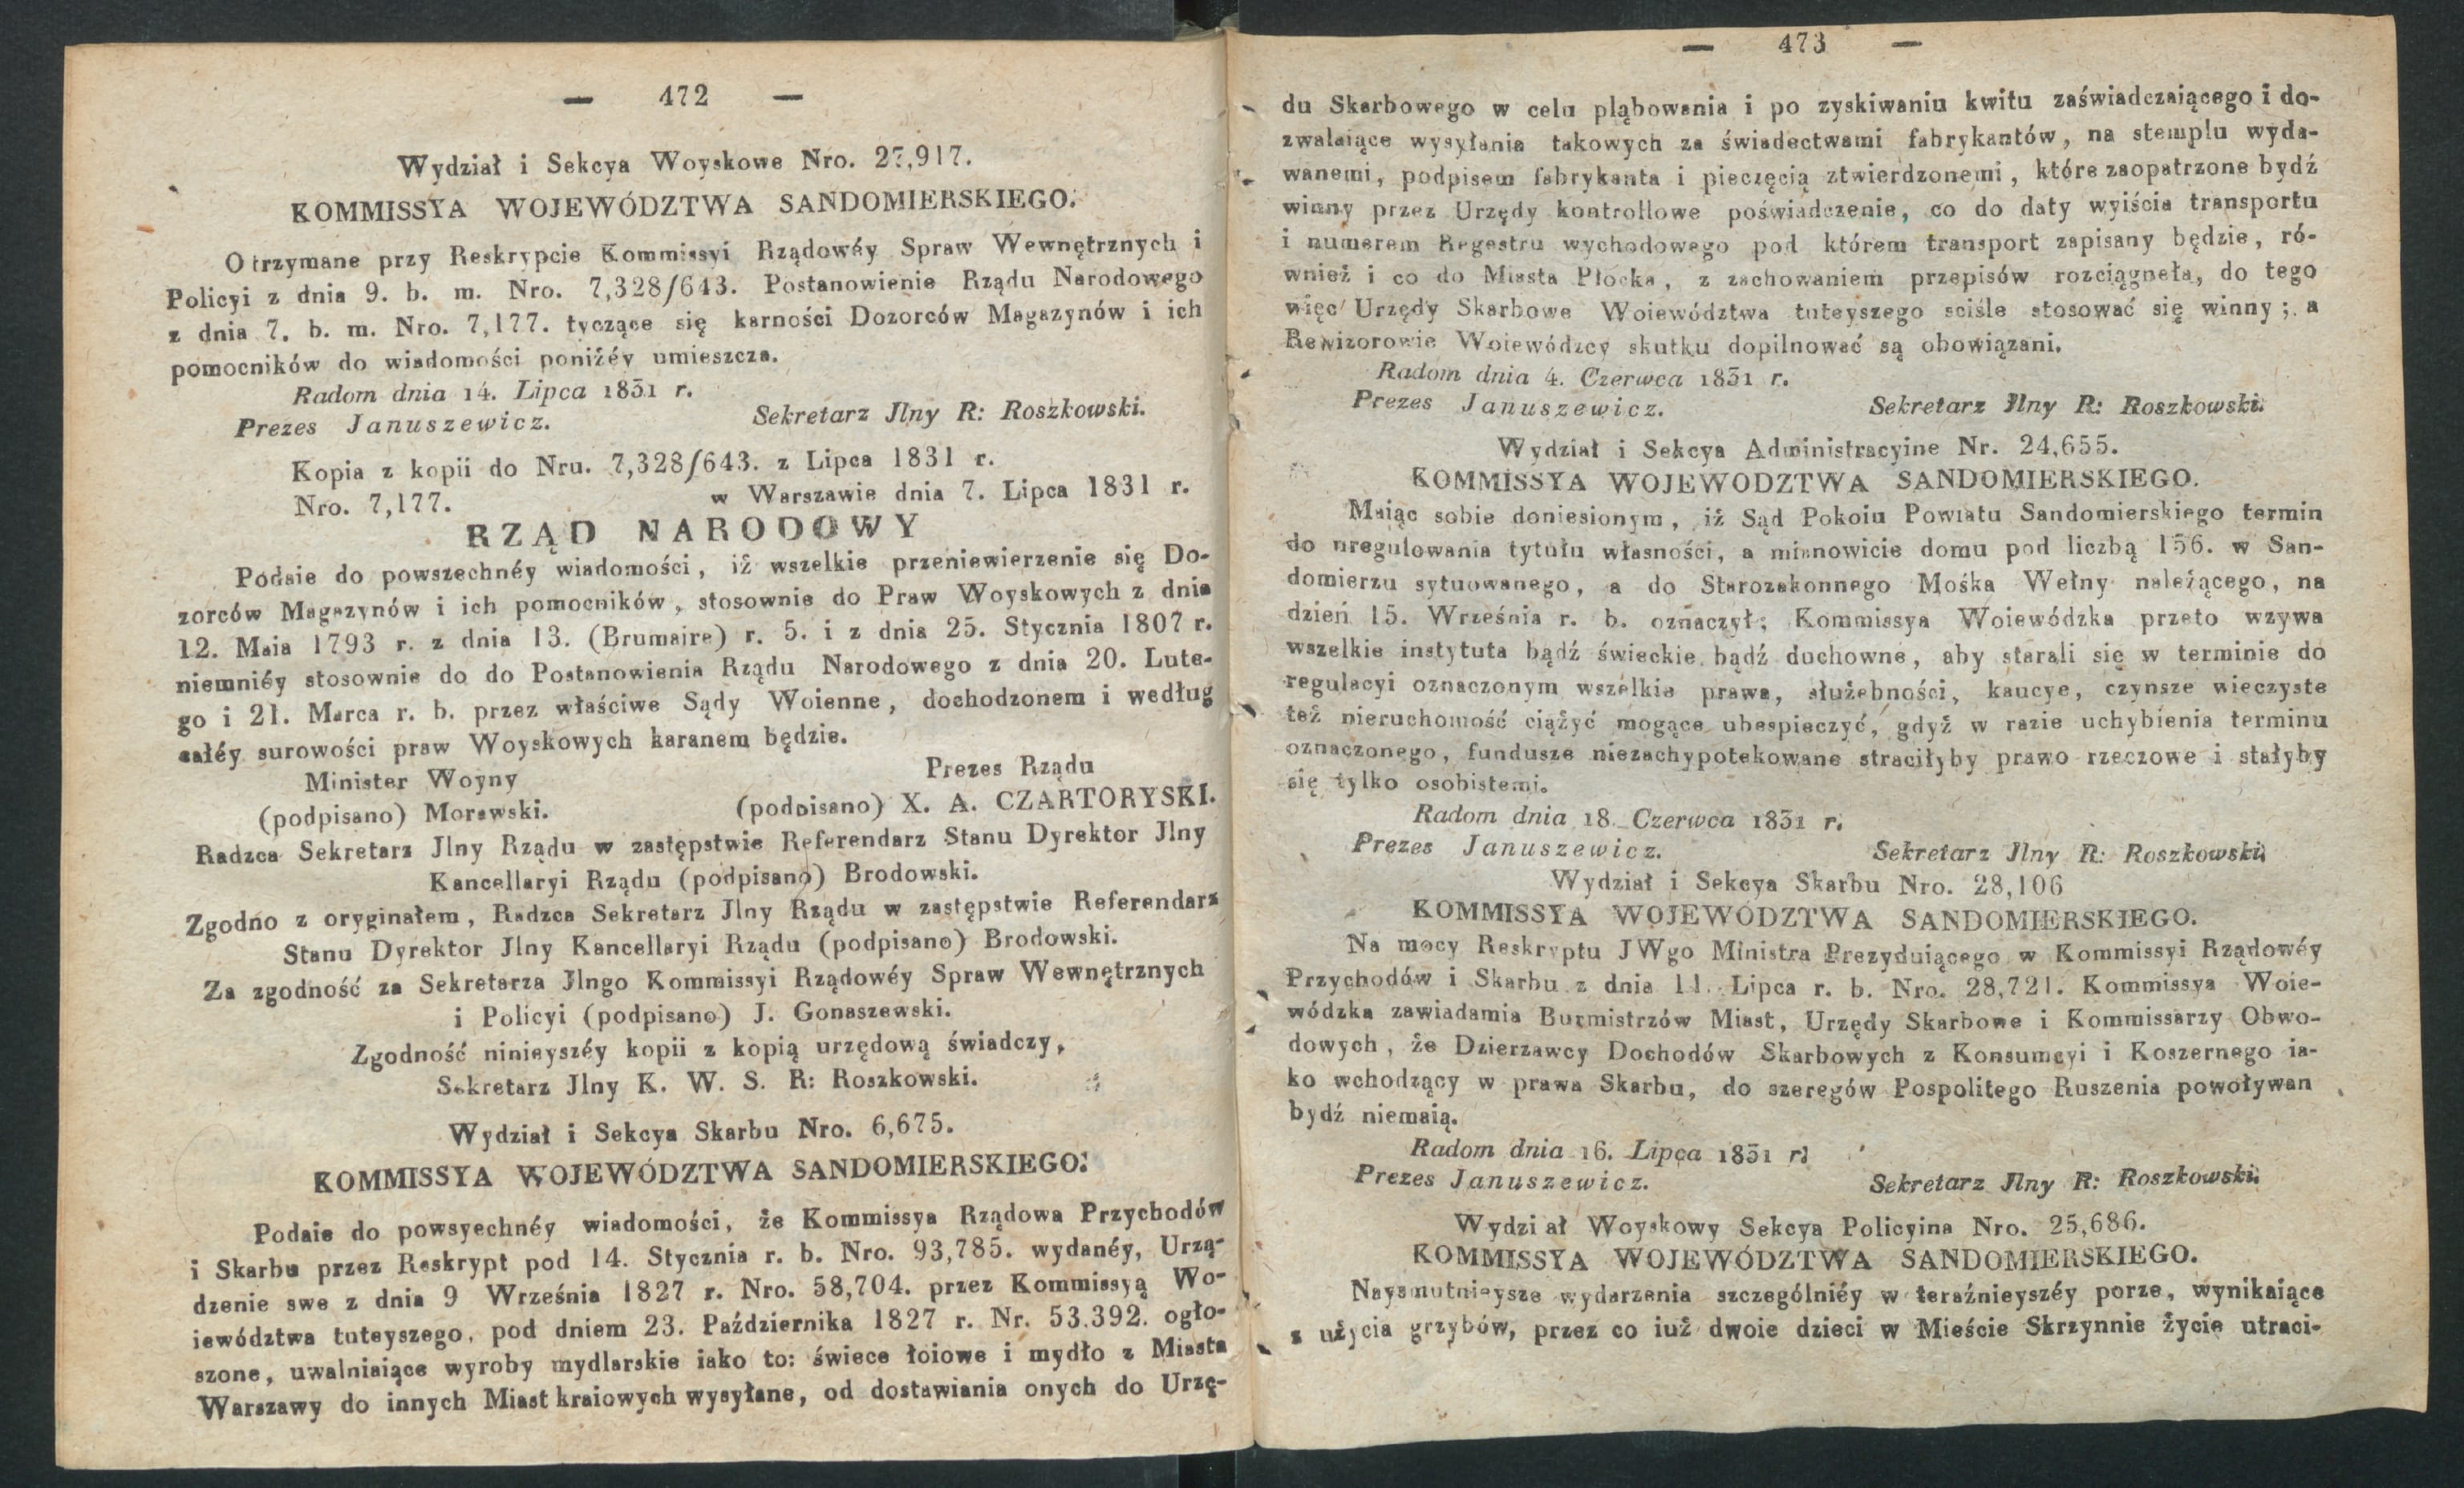 — 472 —
Wydział i Sekcya Woyskowe Nro. 27,917.
KOMMISSYA WOJEWÓDZTWA SANDOMIERSKIEGO.
Otrzymane przy Reskrypcie Kommissyi Rządowéy Spraw Wewnętrznych i
Policyi z dnia 9. b. m. Nro. 7,328/643. Postanowienie Rządu Narodowego
z dnia 7. b. m. Nro. 7,177. tyczące się karności Dozorców Magazynów i ich
pomocników do wiadomości poniżéy umieszcza.
Radom dnia 14. Lipca 1831 r.
Prezes Januszewicz. Sekretarz Jlny R: Roszkowski.
Kopia z kopii do Nru. 7,328/643. z Lipca 1831 r.
Nro. 7,177. w Warszawie dnia 7. Lipca 1831 r.
RZĄD NARODOWY
Podaie do powszechnéy wiadomości, iż wszelkie przeniewierzenie się Do-
zorców Magazynów i ich pomocników, stosownie do Praw Woyskowych z dnia
12. Maia 1793 r. z dnia 13. (Brumaire) r. 5. i z dnia 25. Stycznia 1807 r.
niemniéy stosownie do do Postanowienia Rządu Narodowego z dnia 20. Lute-
go i 21. Marca r. b. przez właściwe Sądy Woienne, dochodzonem i według
całéy surowości praw Woyskowych karanem będzie.
Minister Woyny Prezes Rządu
(podpisano) Morawski. (podpisano) X. A. CZARTORYSKI.
Radzca Sekretarz Jlny Rządu w zastępstwie Referendarz Stanu Dyrektor Jlny
Kancellaryi Rządu (podpisano) Brodowski.
Zgodno z oryginałem, Radzca Sekretarz Jlny Rządu w zastępstwie Referendarz
Stanu Dyrektor Jlny Kancellaryi Rządu (podpisano) Brodowski.
Za zgodność za Sekretarza Jlngo Kommissyi Rządowéy Spraw Wewnętrznych
i Policyi (podpisano) J. Gonaszewski.
Zgodność ninieyszéy kopii z kopią urzędową świadczy,
Sekretarz Jlny K. W. S. R: Roszkowski.
Wydział i Sekcya Skarbu Nro. 6,675.
KOMMISSYA WOJEWÓDZTWA SANDOMIERSKIEGO.
Podaie do powsyechnéy wiadomości, że Kommissya Rządowa Przychodów
i Skarbu przez Reskrypt pod 14. Stycznia r. b. Nro. 93,785. wydanéy, Urzą-
dzenie swe z dnia 9 Września 1827 r. Nro. 58,704. przez Kommissyą Wo-
iewództwa tuteyszego, pod dniem 23. Października 1827 r. Nr. 53.392. ogło-
szone, uwalniaiące wyroby mydlarskie iako to: świece łoiowe i mydło z Miasta
Warszawy do innych Miast kraiowych wysyłane, od dostawiania onych do Urzę-
— 473 —
du Skarbowego w celu pląbowania i po zyskiwaniu kwitu zaświadczaiącego i do-
zwalaiące wysyłania takowych za świadectwami fabrykantów, na stemplu wyda-
wanemi, podpisem fabrykanta i pieczęcią ztwierdzonemi, które zaopatrzone bydź
winny przez Urzędy kontrollowe poświadczenie, co do daty wyiścia transportu
i numerem Regestru wychodowego pod którem transport zapisany będzie, ró-
wnież i co do Miasta Płocka, z zachowaniem przepisów rozciągneła, do tego
więc Urzędy Skarbowe Woiewództwa tuteyszego sciśle stosować się winny; a
Rewizorowie Woiewódzcy skutku dopilnować są obowiązani.
Radom dnia 4. Czerwca 1831 r.
Prezes Januszewicz. Sekretarz Jlny R: Roszkowski.
Wydział i Sekcya Administracyine Nr. 24,655.
KOMMISSYA WOJEWODZTWA SANDOMIERSKIEGO.
Maiąc sobie doniesionym, iż Sąd Pokoiu Powiatu Sandomierskiego termin
do uregulowania tytułu własności, a mianowicie domu pod liczbą 156. w San-
domierzu sytuowanego, a do Starozakonnego Mośka Wełny należącego, na
dzień 15. Września r. b. oznaczył; Kommissya Woiewódzka przeto wzywa
wszelkie instytuta bądź świeckie bądź duchowne, aby starali się w terminie do
regulacyi oznaczonym wszelkie prawa, służebności, kaucye, czynsze wieczyste
też nieruchomość ciążyć mogące ubespieczyć, gdyż w razie uchybienia terminu
oznaczonego, fundusze niezachypotekowane straciłyby prawo rzeczowe i stałyby
się tylko osobistemi.
Radom dnia 18. Czerwca 1831 r.
Prezes Januszewicz. Sekretarz Jlny R: Roszkowski.
Wydział i Sekcya Skarbu Nro. 28,106
KOMMISSYA WOJEWÓDZTWA SANDOMIERSKIEGO.
Na mocy Reskryptu JWgo Ministra Prezyduiącego w Kommissyi Rządowéy
Przychodów i Skarbu z dnia 11. Lipca r. b. Nro. 28,721. Kommissya Woie-
wódzka zawiadamia Burmistrzów Miast, Urzędy Skarbowe i Kommissarzy Obwo-
dowych, że Dzierzawcy Dochodów Skarbowych z Konsumcyi i Koszernego ia-
ko wchodzący w prawa Skarbu, do szeregów Pospolitego Ruszenia powoływan
bydź niemaią.
Radom dnia 16. Lipca 1831 r.
Prezes Januszewicz. Sekretarz Jlny R: Roszkowski.
Wydzi ał Woyskowy Sekcya Policyina Nro. 25,686.
KOMMISSYA WOJEWÓDZTWA SANDOMIERSKIEGO.
Naysmutnieysze wydarzenia szczególniéy w teraźnieyszéy porze, wynikaiące
z użycia grzybów, przez co iuż dwoie dzieci w Mieście Skrzynnie życie utraci-